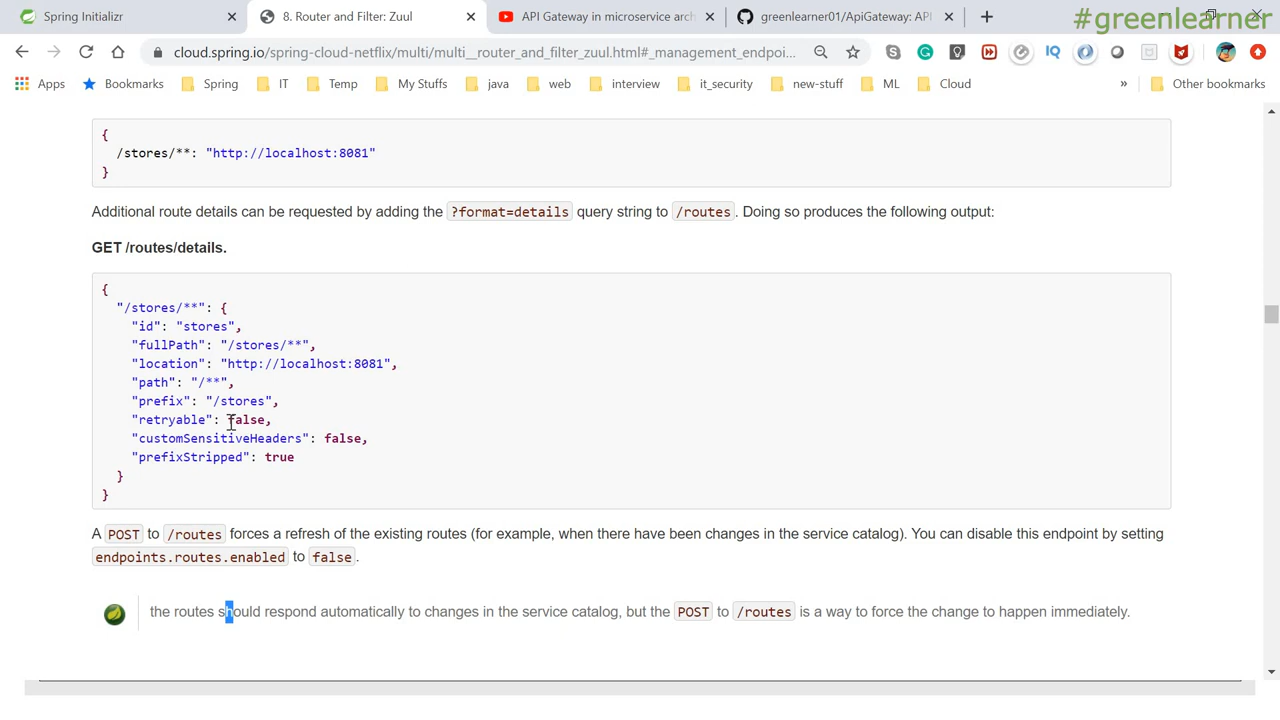 Spring Initializr
8. Router and Filter: Zuul
API Gateway in microservice arch
greenlearner01/ApiGateway: API
#greenlearner
cloud.spring.io/spring-cloud-netflix/multi/multi__router_and_filter_zuul.html#_management_endpoi...
Apps
Bookmarks
Spring
IT
Temp
My Stuffs
java
web
interview
it_security
new-stuff
ML
Cloud
»
Other bookmarks
{
/stores/**: "http://localhost:8081"
}
Additional route details can be requested by adding the ?format=details query string to /routes. Doing so produces the following output:
GET /routes/details.
{
"/stores/**": {
"id": "stores",
"fullPath": "/stores/**",
"location": "http://localhost:8081",
"path": "/**",
"prefix": "/stores",
"retryable": false,
"customSensitiveHeaders": false,
"prefixStripped": true
}
}
A POST to /routes forces a refresh of the existing routes (for example, when there have been changes in the service catalog). You can disable this endpoint by setting
endpoints.routes.enabled to false.
the routes should respond automatically to changes in the service catalog, but the POST to /routes is a way to force the change to happen immediately.